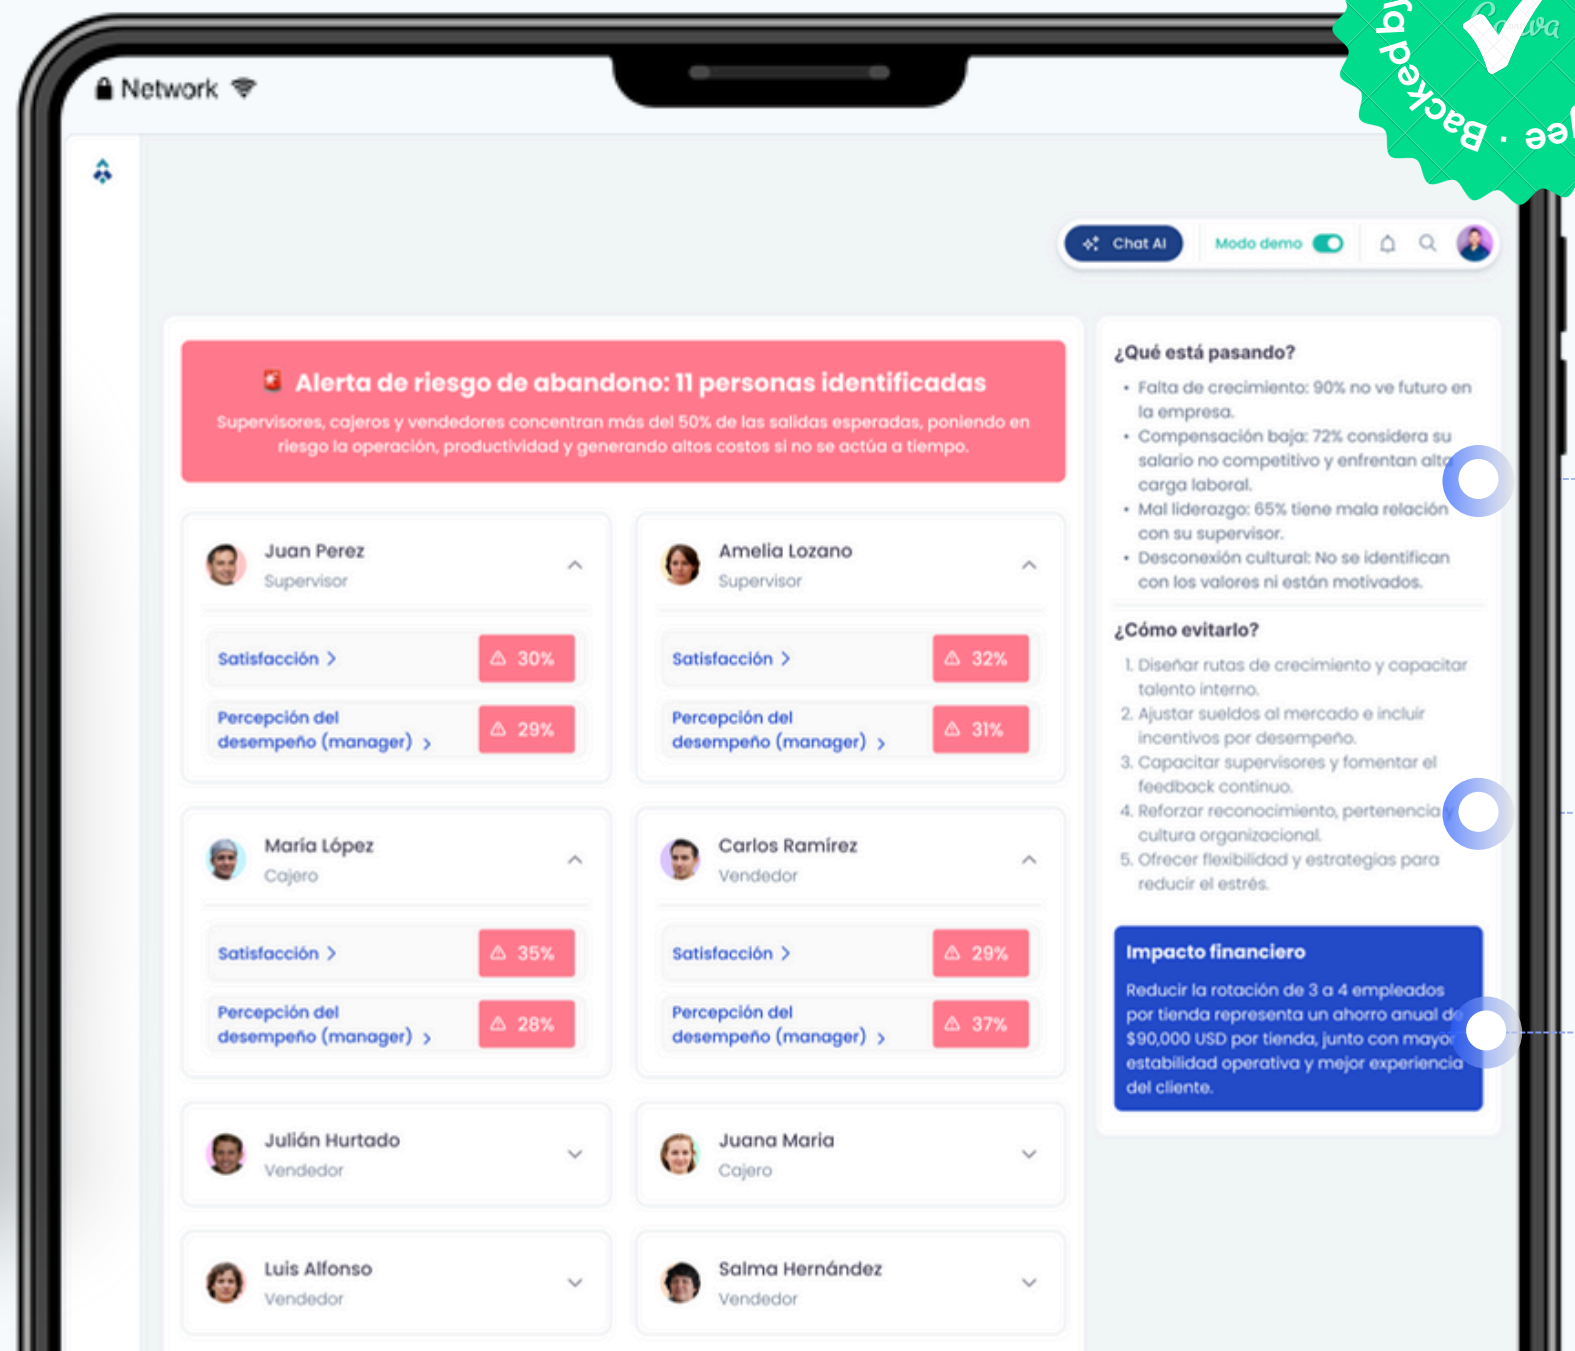 Network
Canva
Backed by
ee ·
Chat AI
Modo demo
Alerta de riesgo de abandono: 11 personas identificadas
Supervisores, cajeros y vendedores concentran más del 50% de las salidas esperadas, poniendo en
riesgo la operación, productividad y generando altos costos si no se actúa a tiempo.
Juan Perez
Supervisor
Satisfacción >
30%
Percepción del
desempeño (manager) >
29%
Amelia Lozano
Supervisor
Satisfacción >
32%
Percepción del
desempeño (manager) >
31%
María López
Cajero
Satisfacción >
35%
Percepción del
desempeño (manager) >
28%
Carlos Ramírez
Vendedor
Satisfacción >
29%
Percepción del
desempeño (manager) >
37%
Julián Hurtado
Vendedor
Juana Maria
Cajero
Luis Alfonso
Vendedor
Salma Hernández
Vendedor
¿Qué está pasando?
• Falta de crecimiento: 90% no ve futuro en
la empresa.
• Compensación baja: 72% considera su
salario no competitivo y enfrentan alta
carga laboral.
• Mal liderazgo: 65% tiene mala relación
con su supervisor.
• Desconexión cultural: No se identifican
con los valores ni están motivados.
¿Cómo evitarlo?
1. Diseñar rutas de crecimiento y capacitar
talento interno.
2. Ajustar sueldos al mercado e incluir
incentivos por desempeño.
3. Capacitar supervisores y fomentar el
feedback continuo.
4. Reforzar reconocimiento, pertenencia y
cultura organizacional.
5. Ofrecer flexibilidad y estrategias para
reducir el estrés.
Impacto financiero
Reducir la rotación de 3 a 4 empleados
por tienda representa un ahorro anual de
$90,000 USD por tienda, junto con mayor
estabilidad operativa y mejor experiencia
del cliente.